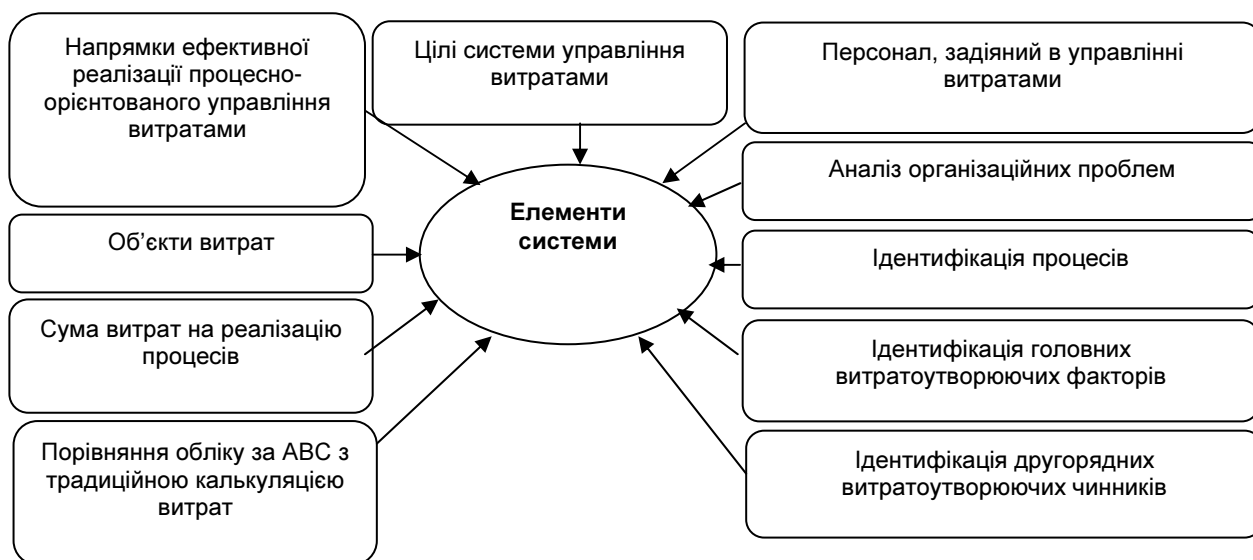 Напрямки ефективної
реалізації процесно-
орієнтованого управління
витратами
Цілі системи управління
витратами
Персонал, задіяний в управлінні
витратами
Аналіз організаційних проблем
Елементи
системи
Об’єкти витрат
Ідентифікація процесів
Сума витрат на реалізацію
процесів
Ідентифікація головних
витратоутворюючих факторів
Порівняння обліку за АВС з
традиційною калькуляцією
витрат
Ідентифікація другорядних
витратоутворюючих чинників